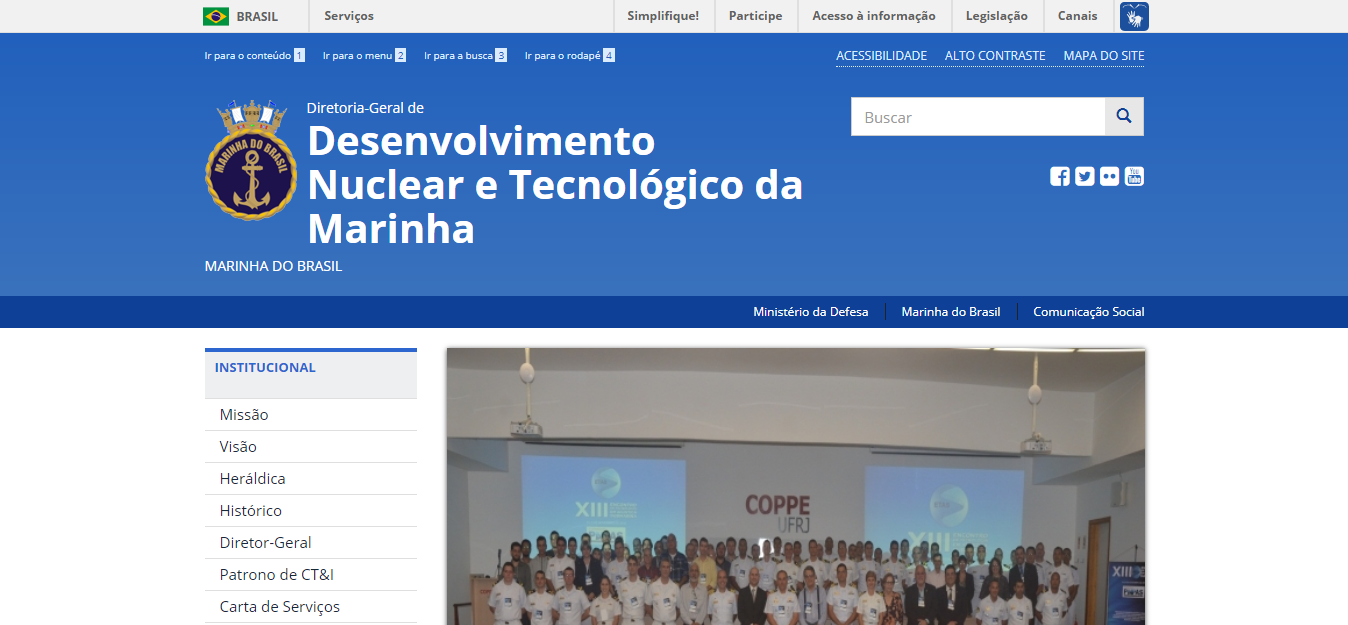 BRASIL
Serviços
Simplifique!
Participe
Acesso à informação
Legislação
Canais
Ir para o conteúdo 1
Ir para o menu 2
Ir para a busca 3
Ir para o rodapé 4
ACESSIBILIDADE
ALTO CONTRASTE
MAPA DO SITE
MARINHA DO BRASIL
Diretoria-Geral de
Desenvolvimento
Nuclear e Tecnológico da
Marinha
MARINHA DO BRASIL
Buscar
You
Tube
Ministério da Defesa
Marinha do Brasil
Comunicação Social
INSTITUCIONAL
Missão
Visão
Heráldica
Histórico
Diretor-Geral
Patrono de CT&I
Carta de Serviços
XIII
COPPE
UFRJ
XIII
XIII